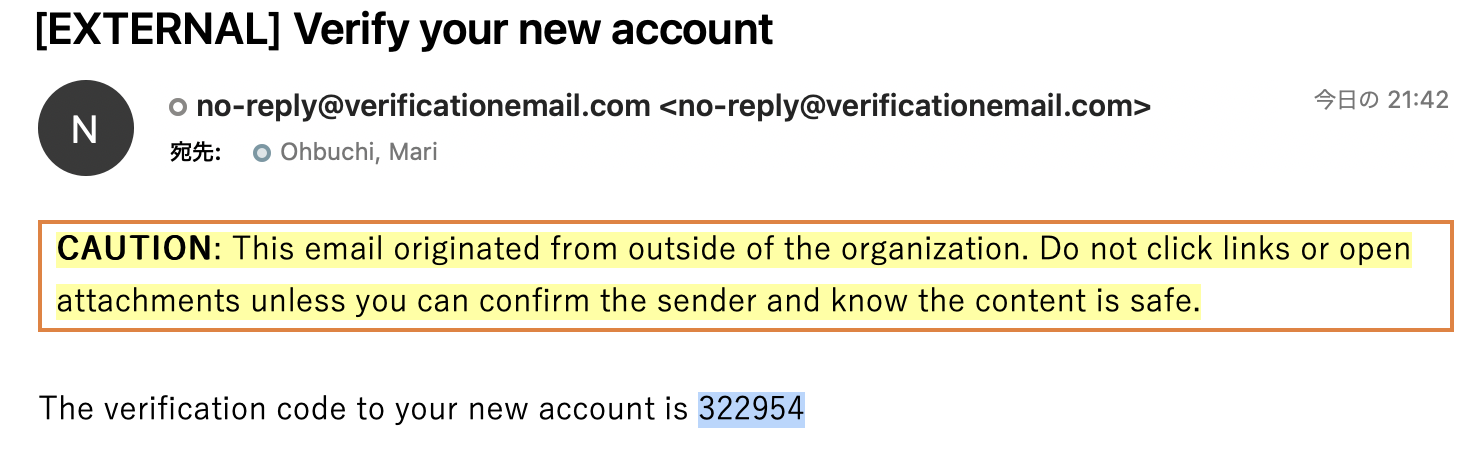 [EXTERNAL] Verify your new account
N
no-reply@verificationemail.com <no-reply@verificationemail.com>
今日の 21:42
宛先: Ohbuchi, Mari
CAUTION: This email originated from outside of the organization. Do not click links or open
attachments unless you can confirm the sender and know the content is safe.
The verification code to your new account is 322954